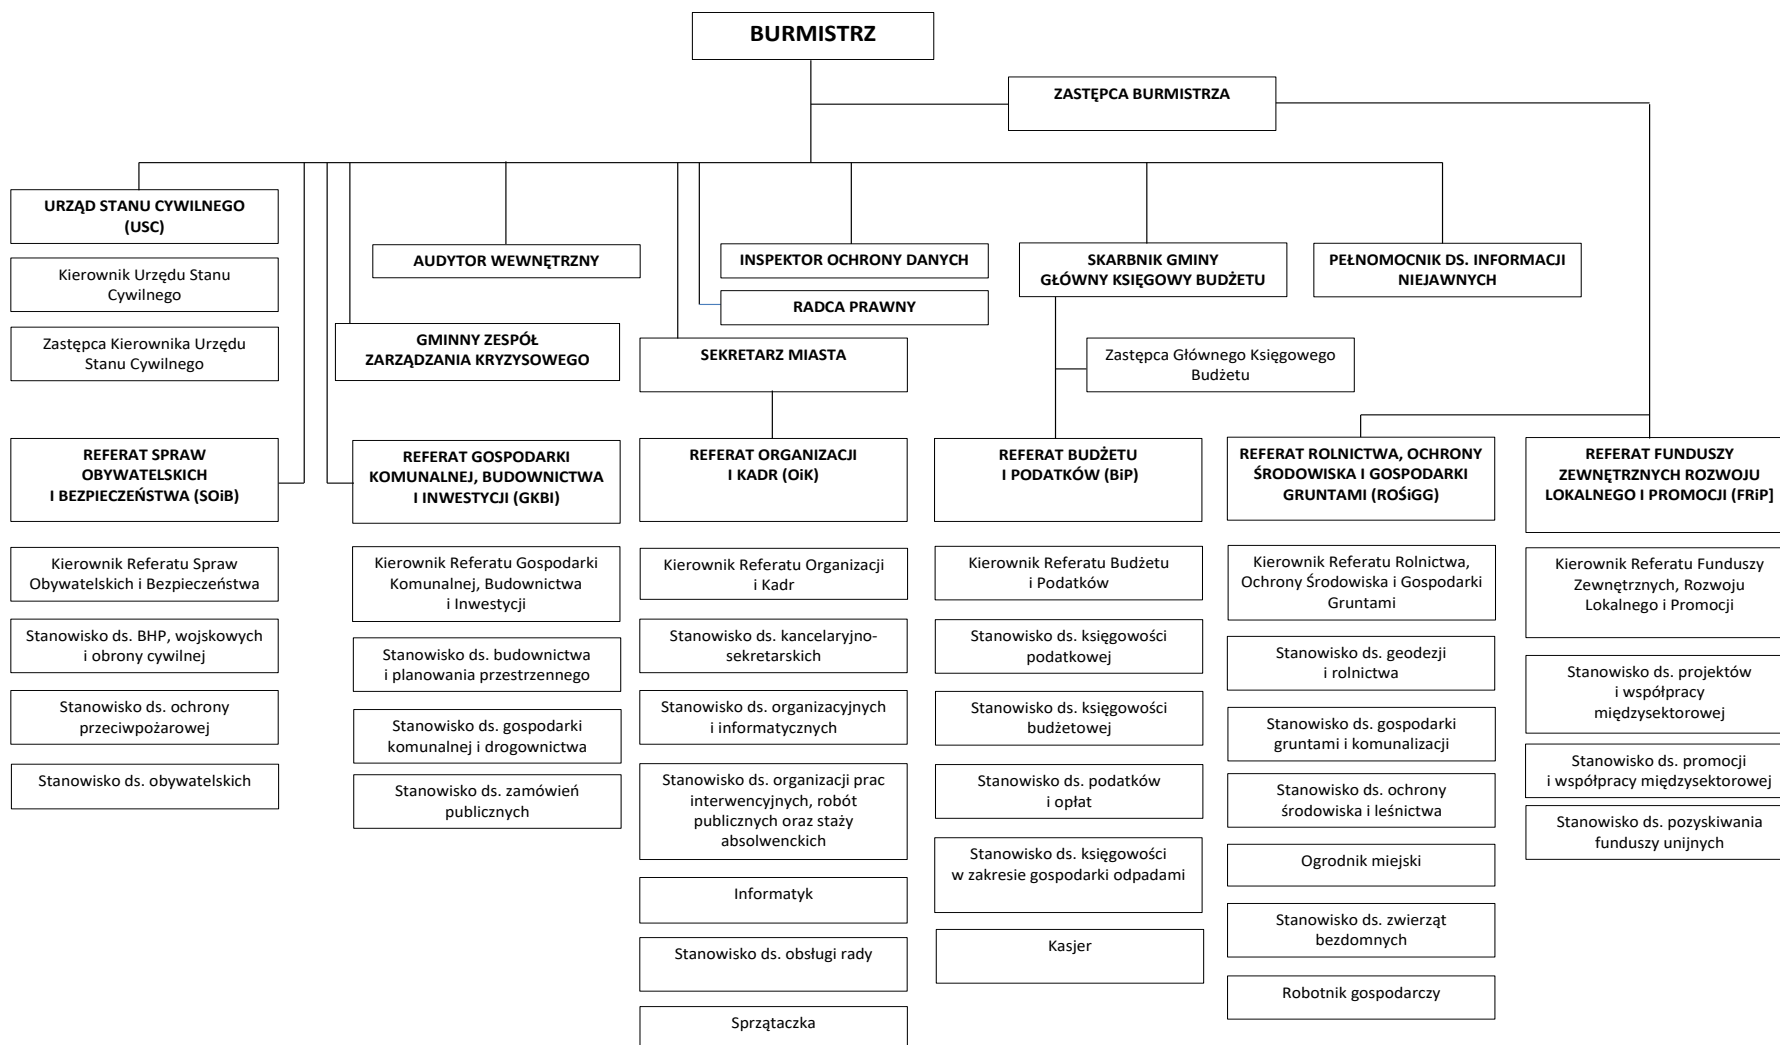 BURMISTRZ
ZASTĘPCA BURMISTRZA
URZĄD STANU CYWILNEGO
(USC)
Kierownik Urzędu Stanu
Cywilnego
Zastępca Kierownika Urzędu
Stanu Cywilnego
AUDYTOR WEWNĘTRZNY
GMINNY ZESPÓŁ
ZARZĄDZANIA KRYZYSOWEGO
INSPEKTOR OCHRONY DANYCH
RADCA PRAWNY
SEKRETARZ MIASTA
SKARBNIK GMINY
GŁÓWNY KSIĘGOWY BUDŻETU
Zastępca Głównego Księgowego
Budżetu
PEŁNOMOCNIK DS. INFORMACJI
NIEJAWNYCH
REFERAT SPRAW
OBYWATELSKICH
I BEZPIECZEŃSTWA (SOiB)
Kierownik Referatu Spraw
Obywatelskich i Bezpieczeństwa
Stanowisko ds. BHP, wojskowych
i obrony cywilnej
Stanowisko ds. ochrony
przeciwpożarowej
Stanowisko ds. obywatelskich
REFERAT GOSPODARKI
KOMUNALNEJ, BUDOWNICTWA
I INWESTYCJI (GKBI)
Kierownik Referatu Gospodarki
Komunalnej, Budownictwa
i Inwestycji
Stanowisko ds. budownictwa
i planowania przestrzennego
Stanowisko ds. gospodarki
komunalnej i drogownictwa
Stanowisko ds. zamówień
publicznych
REFERAT ORGANIZACJI
I KADR (OiK)
Kierownik Referatu Organizacji
i Kadr
Stanowisko ds. kancelaryjno-
sekretarskich
Stanowisko ds. organizacyjnych
i informatycznych
Stanowisko ds. organizacji prac
interwencyjnych, robót
publicznych oraz staży
absolwenckich
Informatyk
Stanowisko ds. obsługi rady
Sprzątaczka
REFERAT BUDŻETU
I PODATKÓW (BiP)
Kierownik Referatu Budżetu
i Podatków
Stanowisko ds. księgowości
podatkowej
Stanowisko ds. księgowości
budżetowej
Stanowisko ds. podatków
i opłat
Stanowisko ds. księgowości
w zakresie gospodarki odpadami
Kasjer
REFERAT ROLNICTWA, OCHRONY
ŚRODOWISKA I GOSPODARKI
GRUNTAMI (ROŚiGG)
Kierownik Referatu Rolnictwa,
Ochrony Środowiska i Gospodarki
Gruntami
Stanowisko ds. geodezji
i rolnictwa
Stanowisko ds. gospodarki
gruntami i komunalizacji
Stanowisko ds. ochrony
środowiska i leśnictwa
Ogrodnik miejski
Stanowisko ds. zwierząt
bezdomnych
Robotnik gospodarczy
REFERAT FUNDUSZY
ZEWNĘTRZNYCH ROZWOJU
LOKALNEGO I PROMOCJI (FRiP]
Kierownik Referatu Funduszy
Zewnętrznych, Rozwoju
Lokalnego i Promocji
Stanowisko ds. projektów
i współpracy
międzysektorowej
Stanowisko ds. promocji
i współpracy międzysektorowej
Stanowisko ds. pozyskiwania
funduszy unijnych